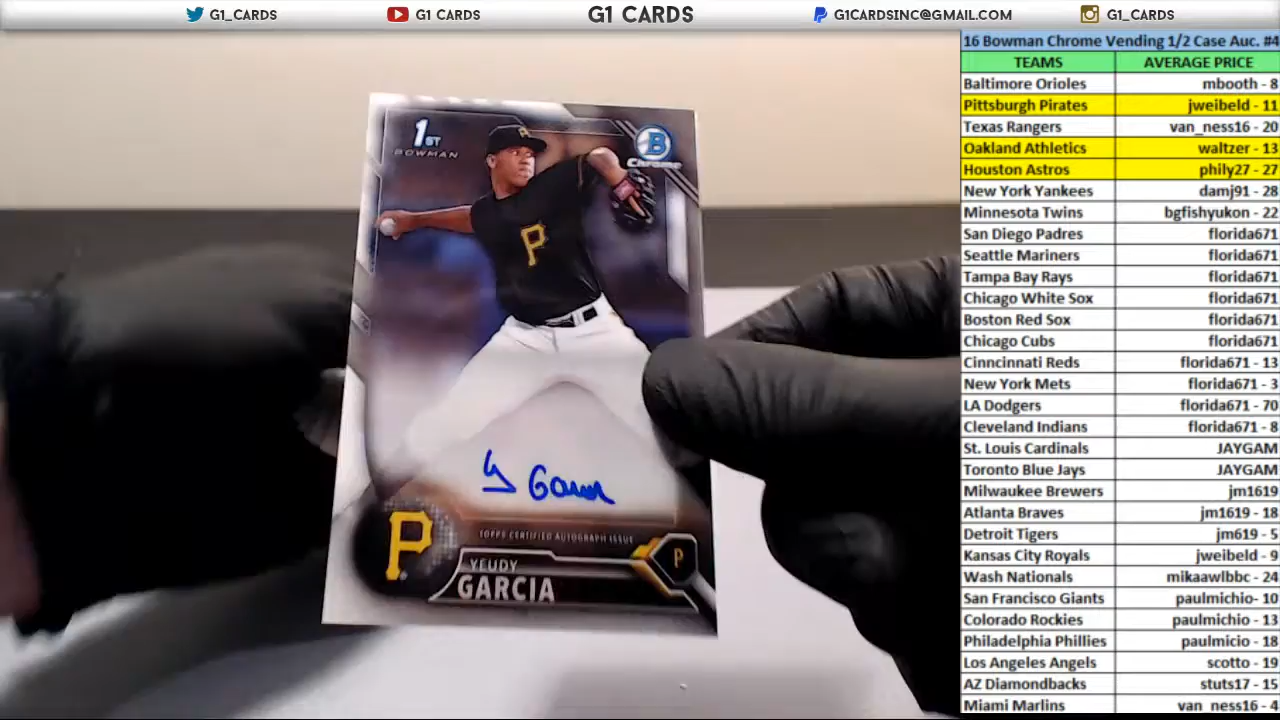 G1_CARDS
G1 CARDS
G1 CARDS
G1CARDSINC@GMAIL.COM
G1_CARDS
1ST
BOWMAN
B
Chrome
P
P
Y Garcia
TOPPS CERTIFIED AUTOGRAPH ISSUE
YEUDY
GARCIA
P
P
16 Bowman Chrome Vending 1/2 Case Auc. #4
TEAMS AVERAGE PRICE
Baltimore Orioles mbooth - 8
Pittsburgh Pirates jweibeld - 11
Texas Rangers van_ness16 - 20
Oakland Athletics waltzer - 13
Houston Astros phily27 - 27
New York Yankees damj91 - 28
Minnesota Twins bgfishyukon - 22
San Diego Padres florida671
Seattle Mariners florida671
Tampa Bay Rays florida671
Chicago White Sox florida671
Boston Red Sox florida671
Chicago Cubs florida671
Cinncinnati Reds florida671 - 13
New York Mets florida671 - 3
LA Dodgers florida671 - 70
Cleveland Indians florida671 - 8
St. Louis Cardinals JAYGAM
Toronto Blue Jays JAYGAM
Milwaukee Brewers jm1619
Atlanta Braves jm1619 - 18
Detroit Tigers jm619 - 5
Kansas City Royals jweibeld - 9
Wash Nationals mikaawlbbc - 24
San Francisco Giants paulmichio- 10
Colorado Rockies paulmichio - 13
Philadelphia Phillies paulmicio - 18
Los Angeles Angels scotto - 19
AZ Diamondbacks stuts17 - 15
Miami Marlins van_ness16 - 4